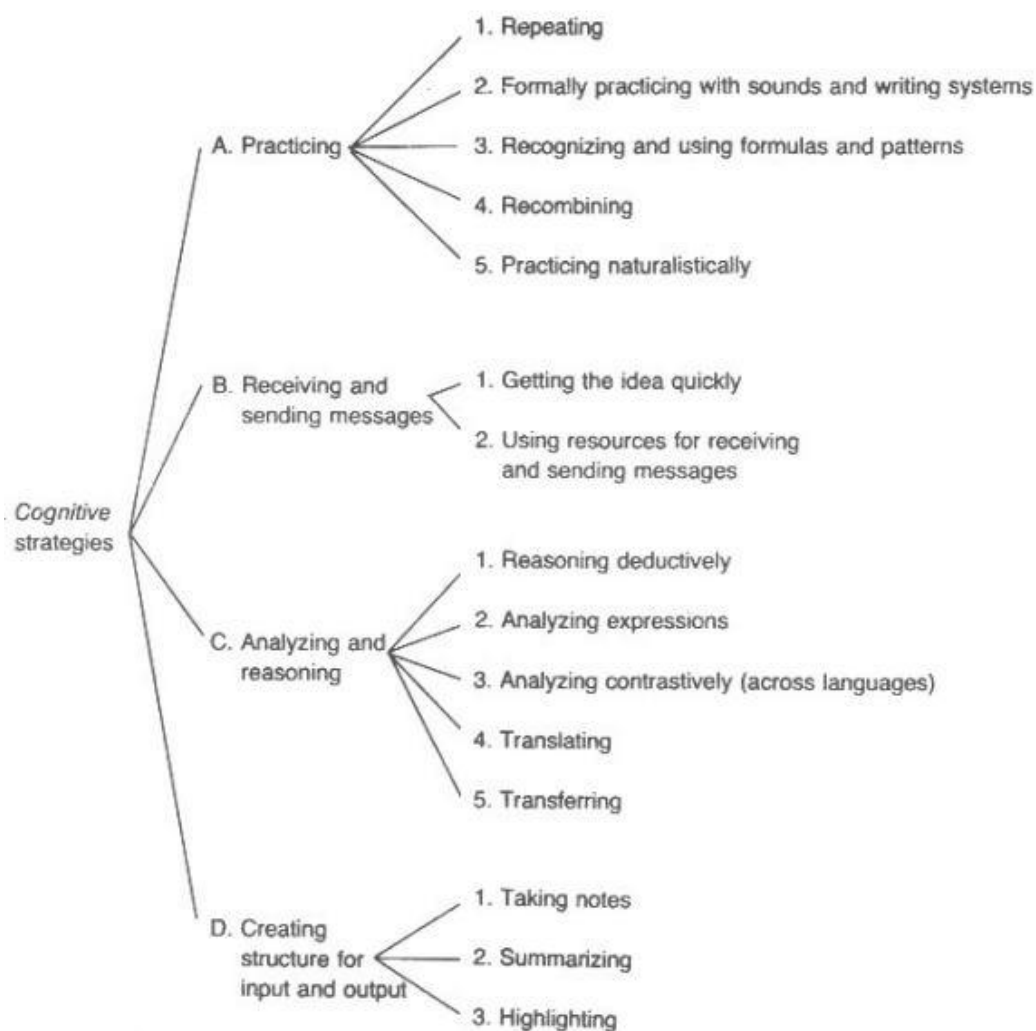 1. Repeating
2. Formally practicing with sounds and writing systems
A. Practicing
3. Recognizing and using formulas and patterns
4. Recombining
5. Practicing naturalistically
B. Receiving and
sending messages
1. Getting the idea quickly
2. Using resources for receiving
and sending messages
Cognitive
strategies
1. Reasoning deductively
2. Analyzing expressions
C. Analyzing and
reasoning
3. Analyzing contrastively (across languages)
4. Translating
5. Transferring
D. Creating
structure for
input and output
1. Taking notes
2. Summarizing
3. Highlighting